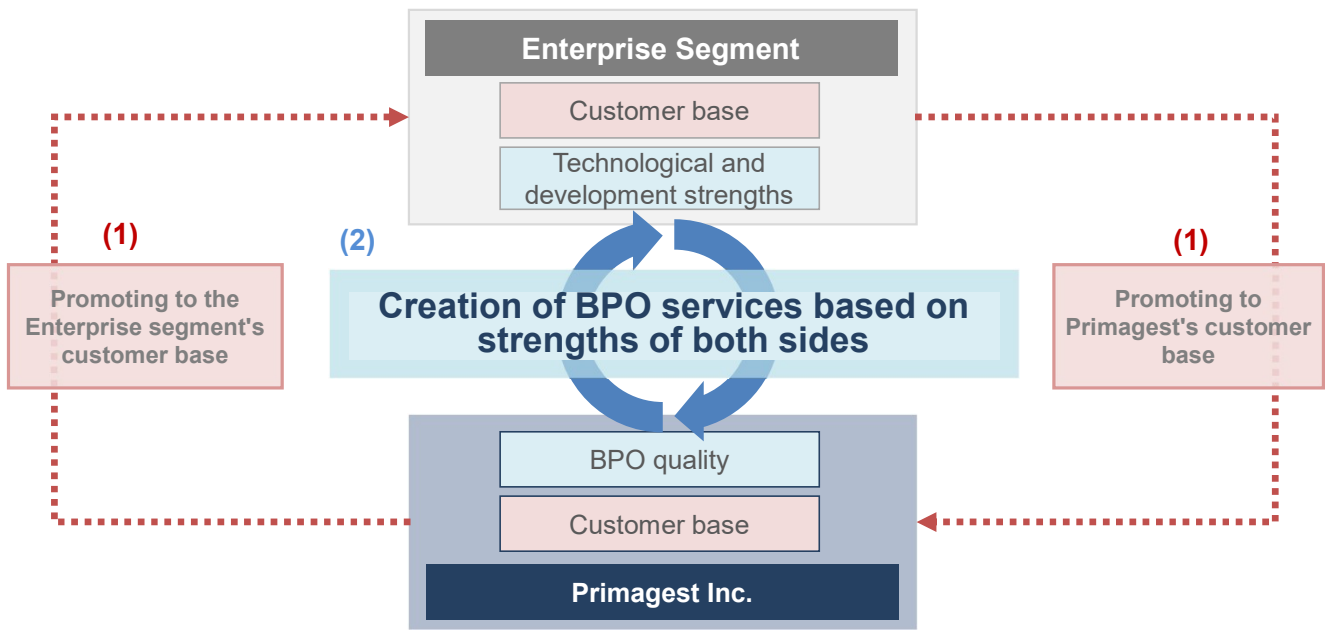 Enterprise Segment
Customer base
Technological and
development strengths
(1)
(2)
(1)
Promoting to the
Enterprise segment's
customer base
Creation of BPO services based on
strengths of both sides
Promoting to
Primagest's customer
base
BPO quality
Customer base
Primagest Inc.